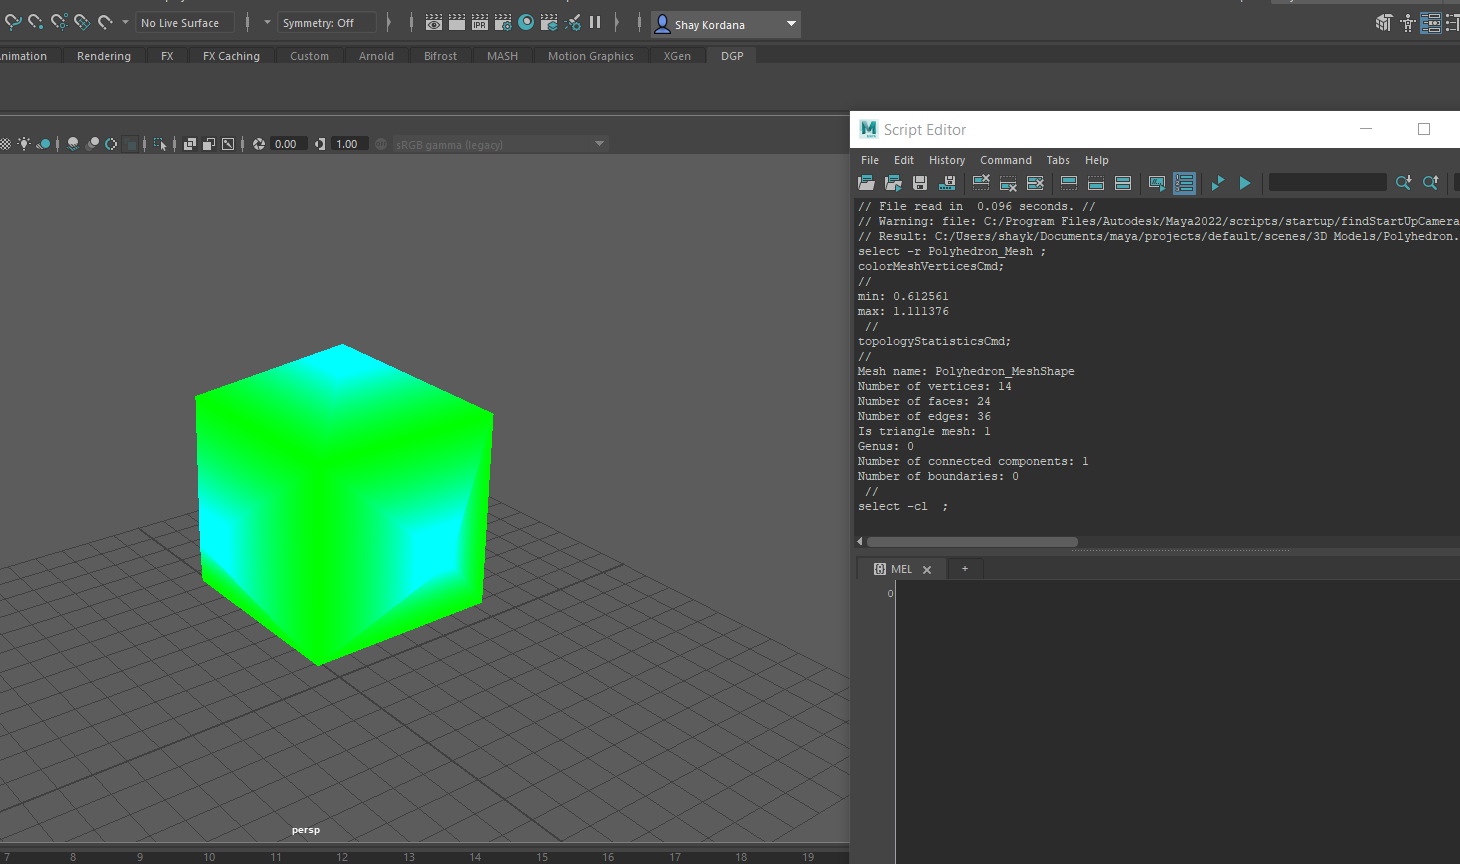 No Live Surface
Symmetry: Off
IPR
Shay Kordana
nimation
Rendering
FX
FX Caching
Custom
Arnold
Bifrost
MASH
Motion Graphics
XGen
DGP
0.00
1.00
sRGB gamma (legacy)
M
Script Editor
File Edit History Command Tabs Help
// File read in  0.096 seconds. //
// Warning: file: C:/Program Files/Autodesk/Maya2022/scripts/startup/findStartUpCamera
// Result: C:/Users/shayk/Documents/maya/projects/default/scenes/3D Models/Polyhedron.
select -r Polyhedron_Mesh ;
colorMeshVerticesCmd;
//
min: 0.612561
max: 1.111376
//
topologyStatisticsCmd;
//
Mesh name: Polyhedron_MeshShape
Number of vertices: 14
Number of faces: 24
Number of edges: 36
Is triangle mesh: 1
Genus: 0
Number of connected components: 1
Number of boundaries: 0
//
select -cl  ;
MEL
+
0
persp
7 8 9 10 11 12 13 14 15 16 17 18 19